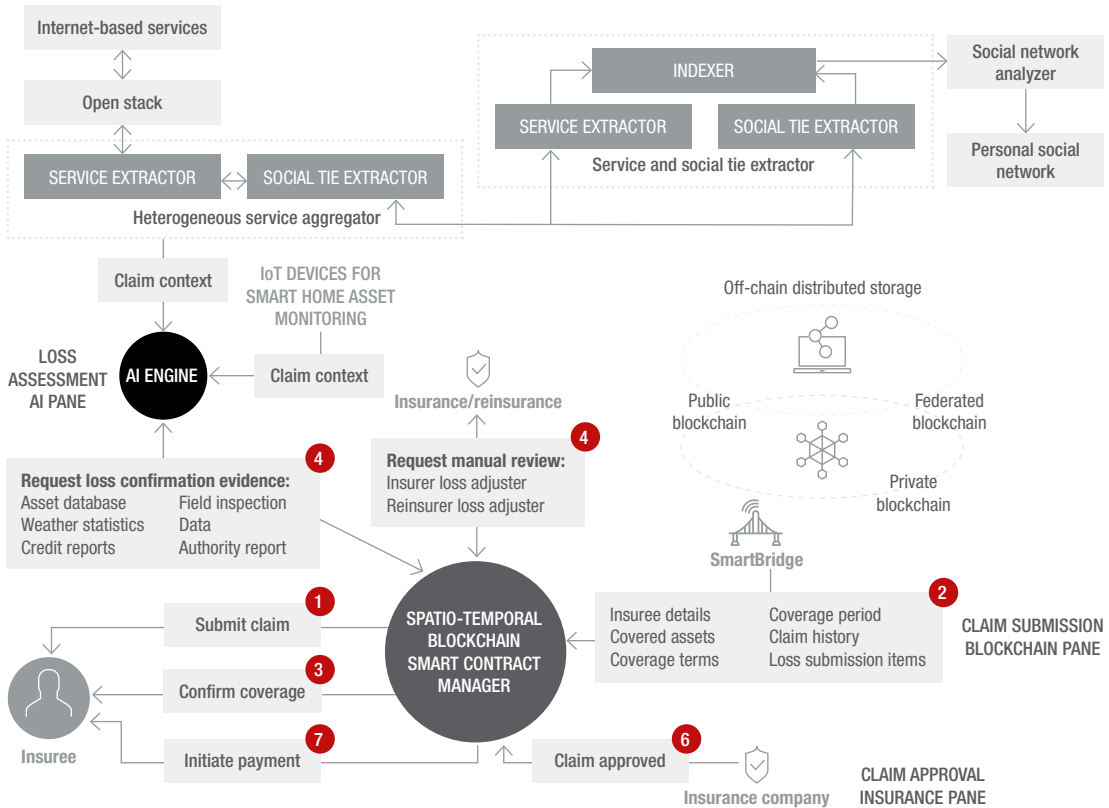 Internet-based services
Open stack
SERVICE EXTRACTOR
SOCIAL TIE EXTRACTOR
Heterogeneous service aggregator
INDEXER
SERVICE EXTRACTOR
SOCIAL TIE EXTRACTOR
Service and social tie extractor
Social network
analyzer
Personal social
network
Claim context
IoT DEVICES FOR
SMART HOME ASSET
MONITORING
Claim context
LOSS
ASSESSMENT
AI PANE
AI ENGINE
Insurance/reinsurance
4
Request loss confirmation evidence:
Asset database
Weather statistics
Credit reports
Field inspection
Data
Authority report
4
Request manual review:
Insurer loss adjuster
Reinsurer loss adjuster
Off-chain distributed storage
Public
blockchain
Federated
blockchain
Private
blockchain
SmartBridge
2
Insuree details
Covered assets
Coverage terms
Coverage period
Claim history
Loss submission items
CLAIM SUBMISSION
BLOCKCHAIN PANE
SPATIO-TEMPORAL
BLOCKCHAIN
SMART CONTRACT
MANAGER
1
Submit claim
3
Confirm coverage
7
Initiate payment
Insuree
6
Claim approved
Insurance company
CLAIM APPROVAL
INSURANCE PANE